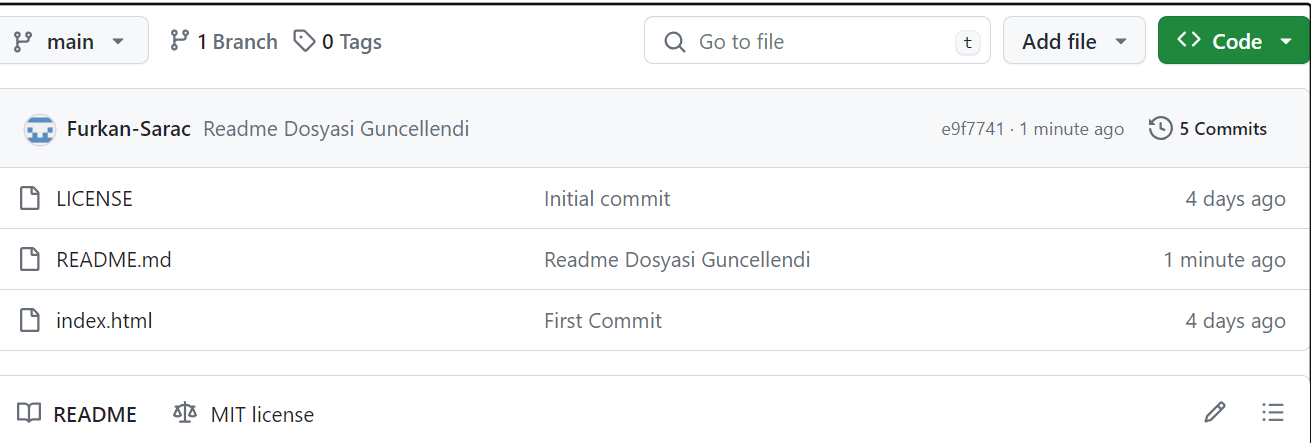 main 1 Branch 0 Tags Go to file t Add file Code
Furkan-Sarac Readme Dosyasi Guncellendi e9f7741 · 1 minute ago 5 Commits
LICENSE Initial commit 4 days ago
README.md Readme Dosyasi Guncellendi 1 minute ago
index.html First Commit 4 days ago
README MIT license